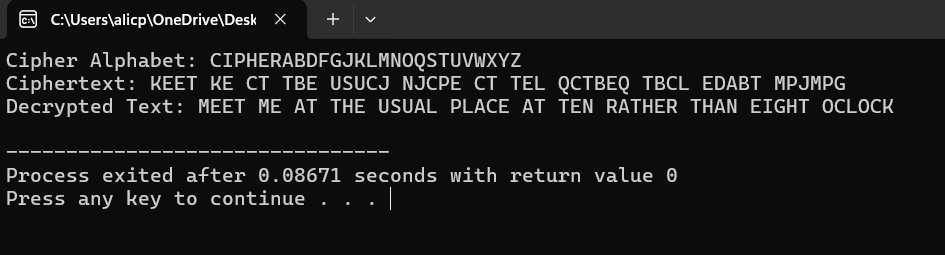 C:\Users\alicp\OneDrive\Desk
Cipher Alphabet: CIPHERABDFGJKLMNOQSTUVWXYZ
Ciphertext: KEET KE CT TBE USUCJ NJCPE CT TEL QCTBEQ TBCL EDABT MPJMPG
Decrypted Text: MEET ME AT THE USUAL PLACE AT TEN RATHER THAN EIGHT OCLOCK
--------------------------------
Process exited after 0.08671 seconds with return value 0
Press any key to continue . . .